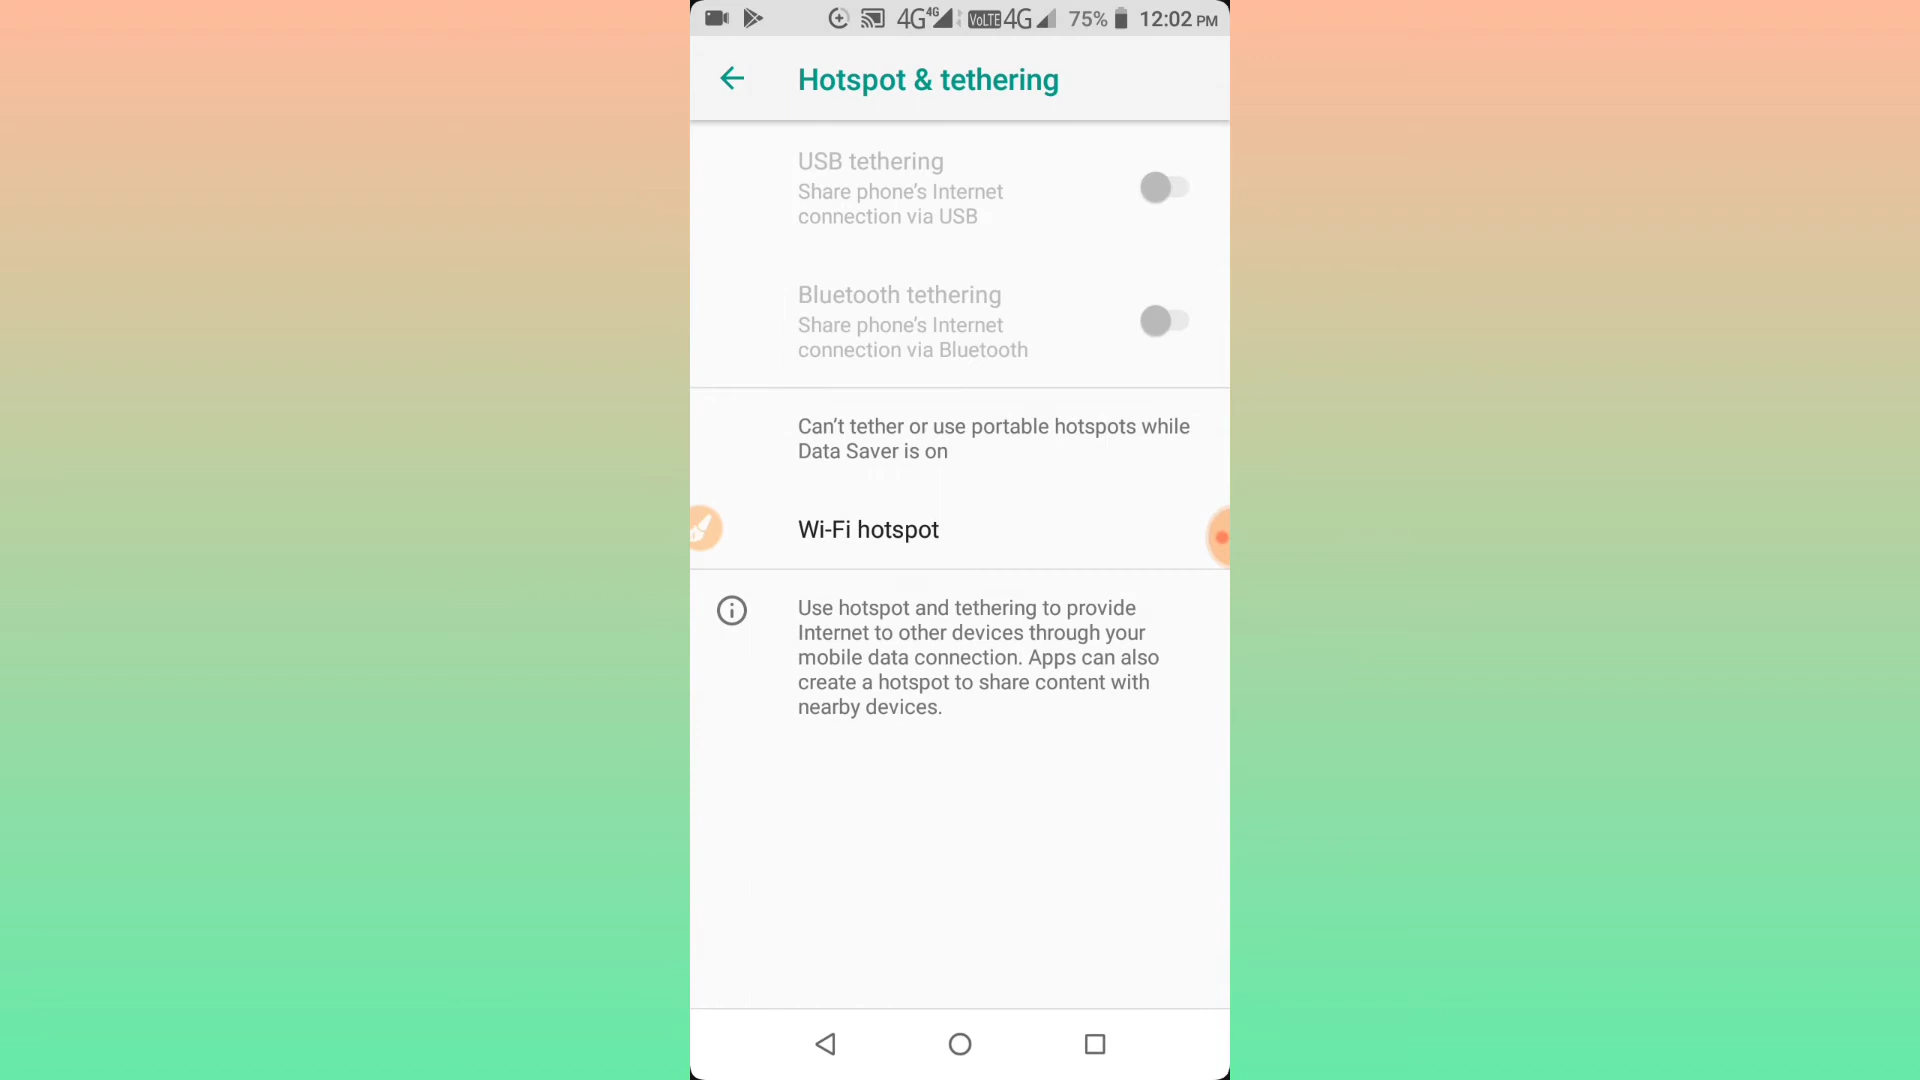 4G 4G VoLTE 4G 75% 12:02 PM
Hotspot & tethering
USB tethering
Share phone’s Internet
connection via USB
Bluetooth tethering
Share phone’s Internet
connection via Bluetooth
Can’t tether or use portable hotspots while
Data Saver is on
Wi-Fi hotspot
Use hotspot and tethering to provide
Internet to other devices through your
mobile data connection. Apps can also
create a hotspot to share content with
nearby devices.